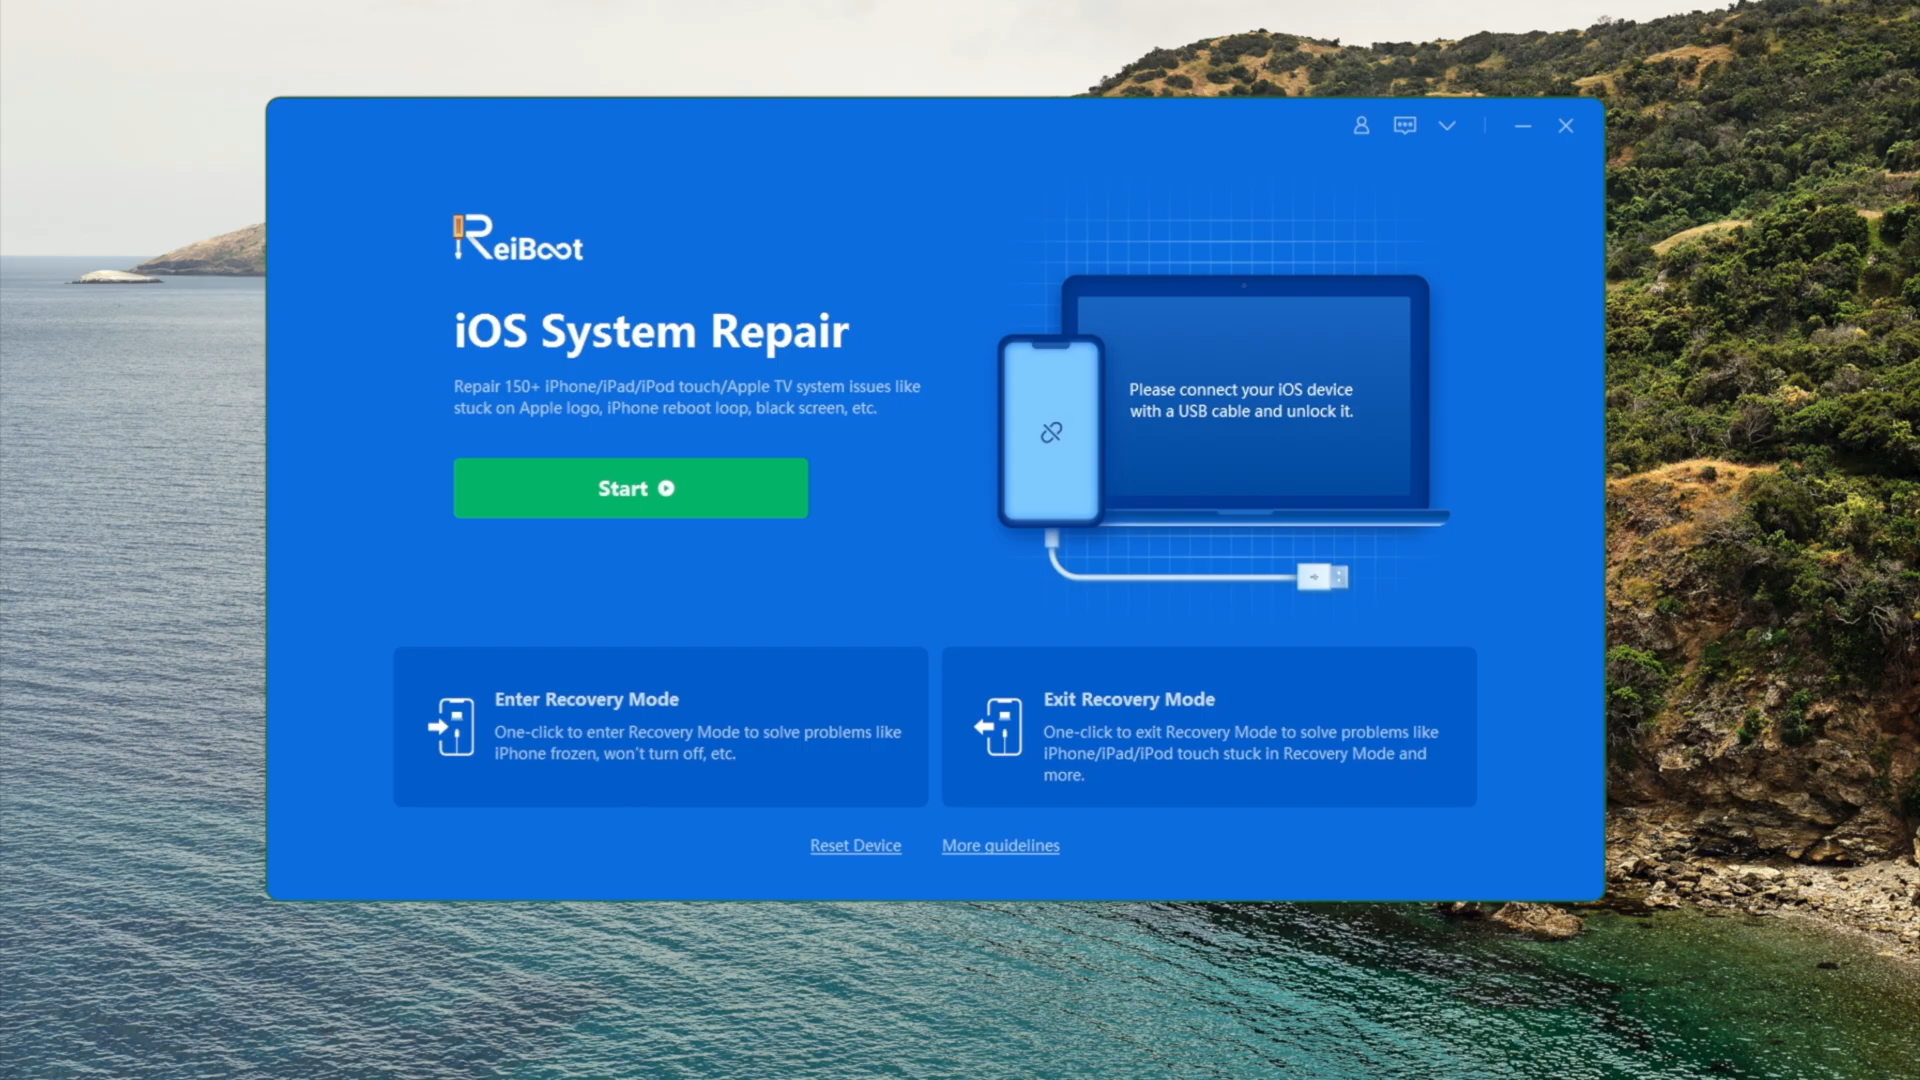 ReiBoot
iOS System Repair
Repair 150+ iPhone/iPad/iPod touch/Apple TV system issues like
stuck on Apple logo, iPhone reboot loop, black screen, etc.
Start
Please connect your iOS device
with a USB cable and unlock it.
Enter Recovery Mode
One-click to enter Recovery Mode to solve problems like
iPhone frozen, won't turn off, etc.
Exit Recovery Mode
One-click to exit Recovery Mode to solve problems like
iPhone/iPad/iPod touch stuck in Recovery Mode and
more.
Reset Device
More guidelines